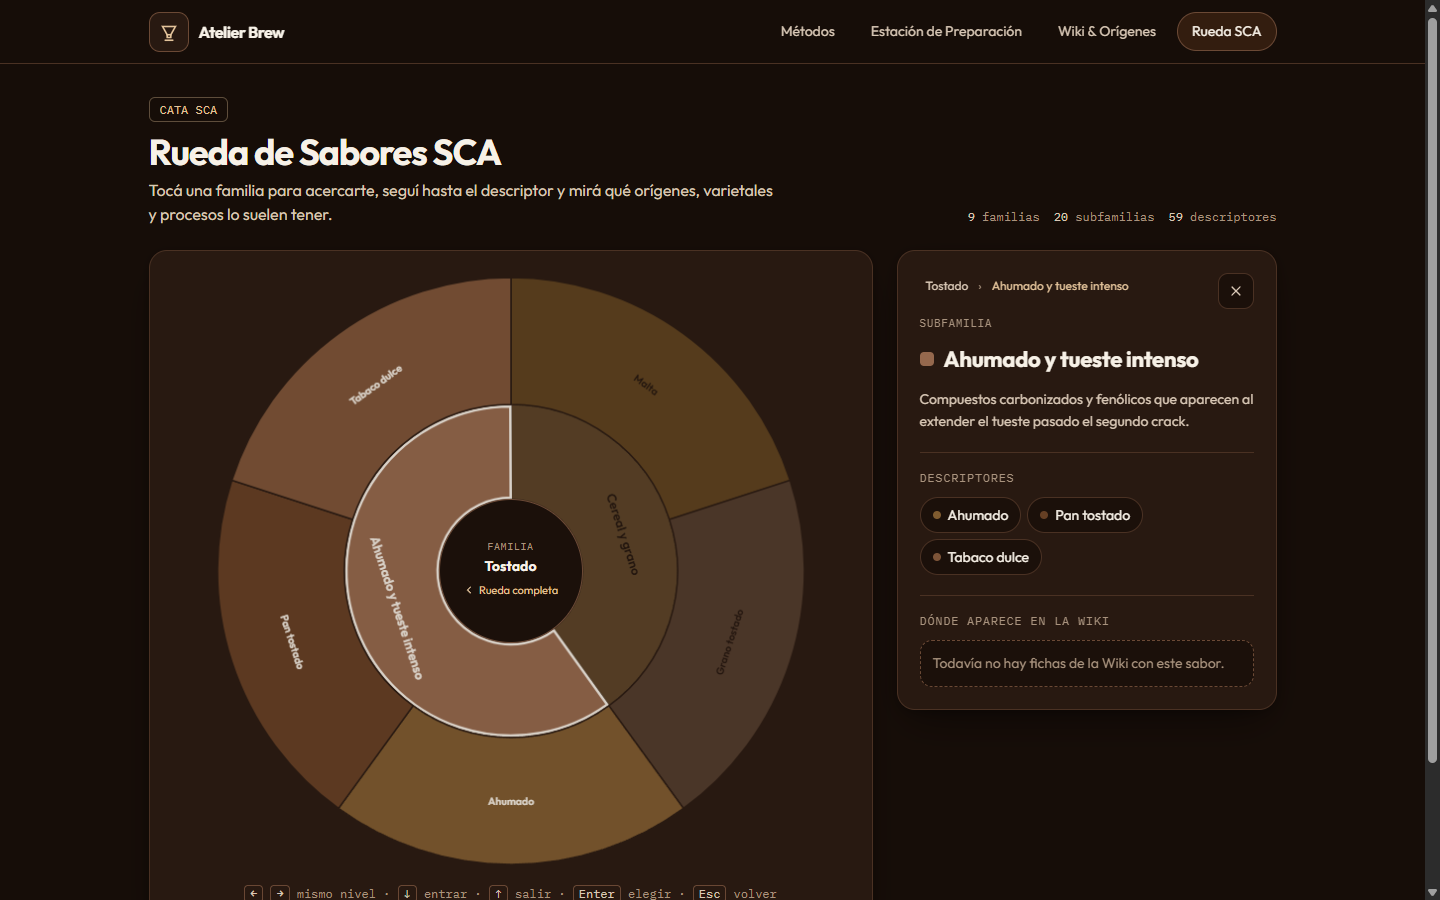 Atelier Brew
Métodos
Estación de Preparación
Wiki & Orígenes
Rueda SCA
CATA SCA
Rueda de Sabores SCA
Tocá una familia para acercarte, seguí hasta el descriptor y mirá qué orígenes, varietales
y procesos lo suelen tener.
9 familias 20 subfamilias 59 descriptores
Tabaco dulce
Malta
Cereal y grano
Ahumado y tueste intenso
FAMILIA
Tostado
‹ Rueda completa
Pan tostado
Grano tostado
Ahumado
← → mismo nivel · ↓ entrar · ↑ salir · Enter elegir · Esc volver
Tostado › Ahumado y tueste intenso
SUBFAMILIA
Ahumado y tueste intenso
Compuestos carbonizados y fenólicos que aparecen al
extender el tueste pasado el segundo crack.
DESCRIPTORES
Ahumado
Pan tostado
Tabaco dulce
DÓNDE APARECE EN LA WIKI
Todavía no hay fichas de la Wiki con este sabor.